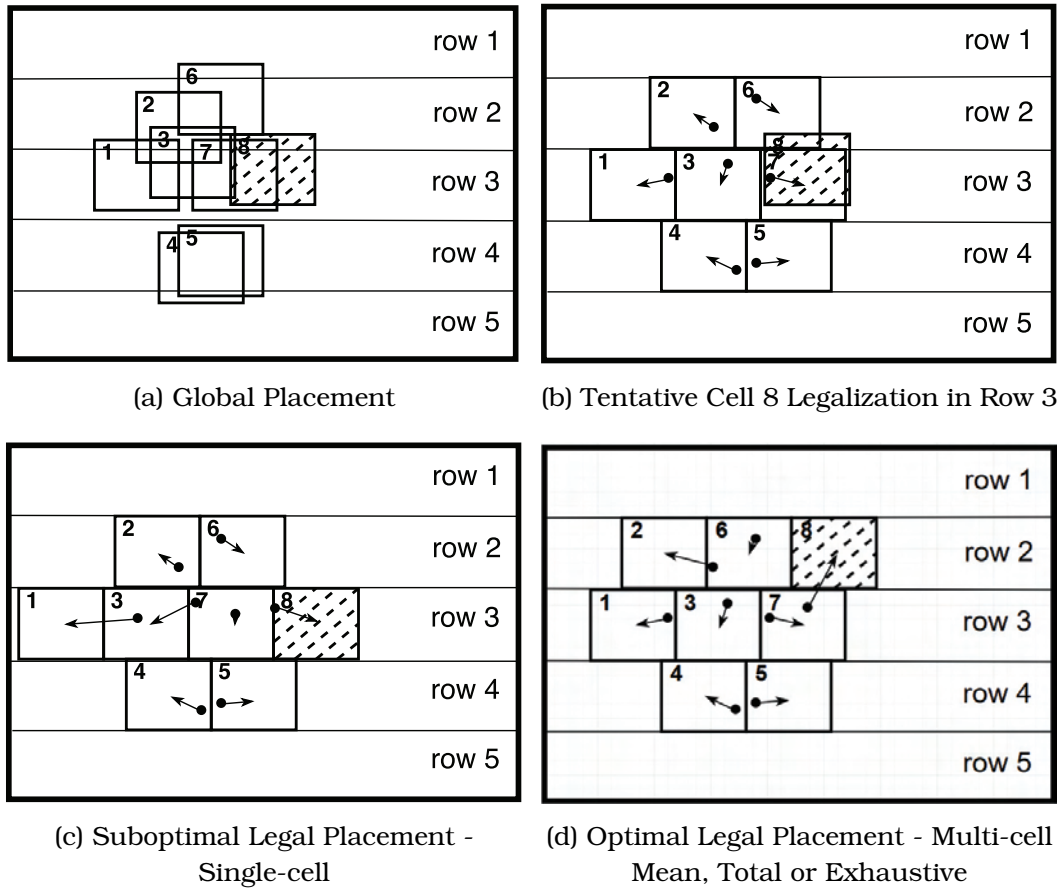 row 1
6
2
row 2
3
8
1
7
row 3
4
5
row 4
row 5
(a) Global Placement
row 1
2
6
row 2
8
1
3
7
row 3
4
5
row 4
row 5
(b) Tentative Cell 8 Legalization in Row 3
row 1
2
6
row 2
1
3
7
8
row 3
4
5
row 4
row 5
(c) Suboptimal Legal Placement -
Single-cell
row 1
2
6
8
row 2
1
3
7
row 3
4
5
row 4
row 5
(d) Optimal Legal Placement - Multi-cell
Mean, Total or Exhaustive